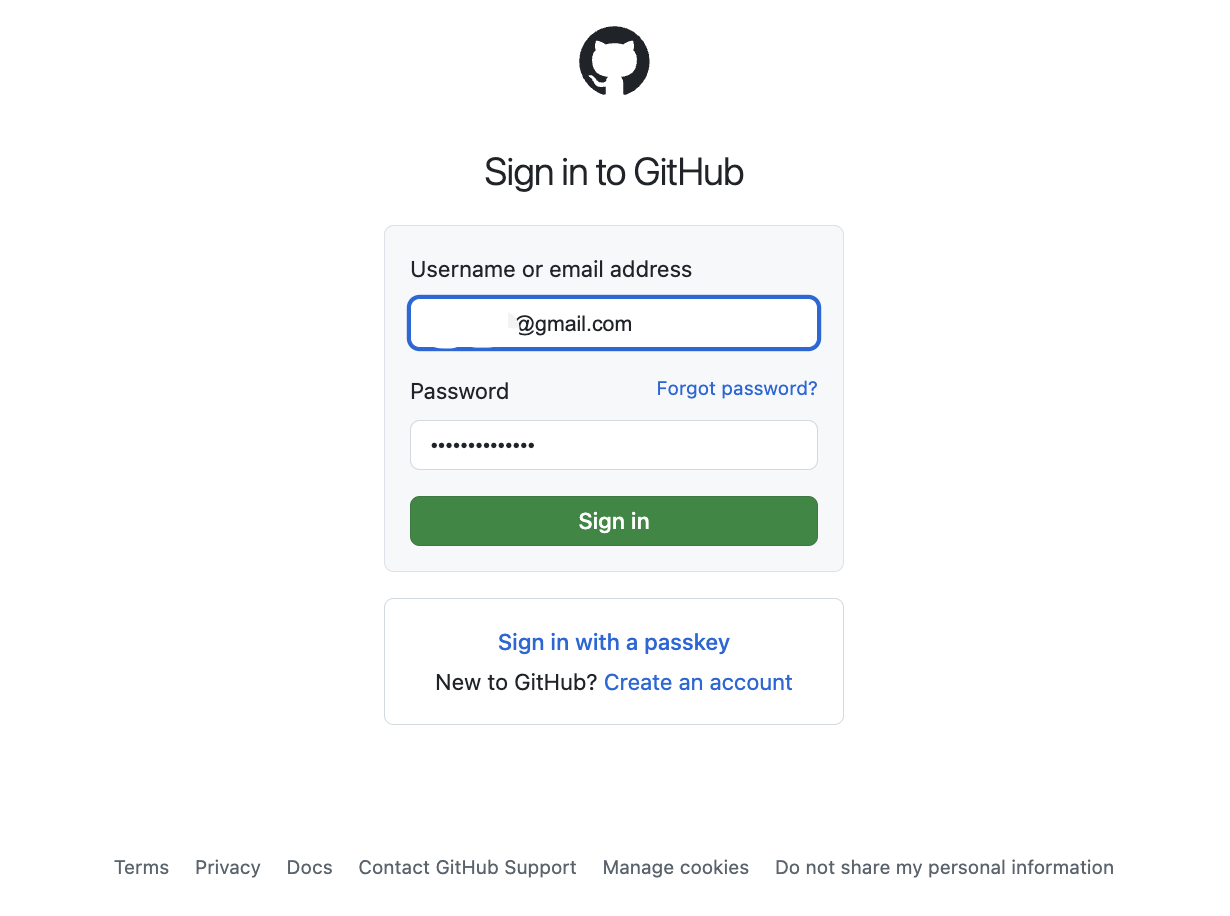 Sign in to GitHub
Username or email address
@gmail.com
Password Forgot password?
••••••••••••••
Sign in
Sign in with a passkey
New to GitHub? Create an account
Terms Privacy Docs Contact GitHub Support Manage cookies Do not share my personal information